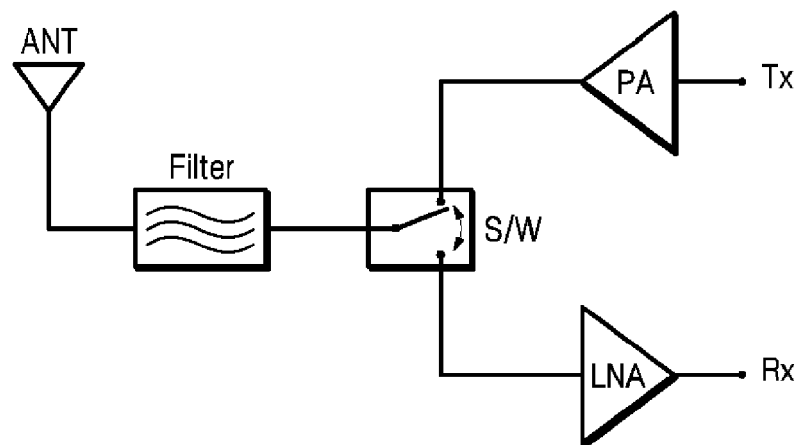 ANT
PA
Tx
Filter
S/W
LNA
Rx